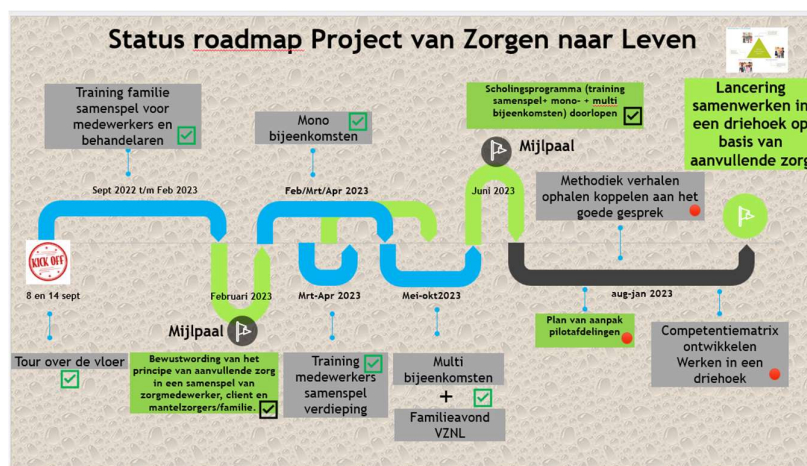 Status roadmap Project van Zorgen naar Leven
Training familie
samenspel voor
medewerkers en
behandelaren
Mono
bijeenkomsten
Scholingsprogramma (training
samenspel+ mono- + multi
bijeenkomsten) doorlopen
Mijlpaal
Lancering
samenwerken in
een driehoek op
basis van
aanvullende zorg
Sept 2022 t/m Feb 2023
Feb/Mrt/Apr 2023
Juni 2023
Methodiek verhalen
ophalen koppelen aan het
goede gesprek
KICK OFF
8 en 14 sept
Februari 2023
Mrt-Apr 2023
Mei-okt2023
aug-jan 2023
Mijlpaal
Tour over de vloer
Bewustwording van het
principe van aanvullende zorg
in een samenspel van
zorgmedewerker, client en
mantelzorgers/familie.
Training
medewerkers
samenspel
verdieping
Multi
bijeenkomsten
+
Familieavond
VZNL
Plan van aanpak
pilotafdelingen
Competentiematrix
ontwikkelen
Werken in een
driehoek